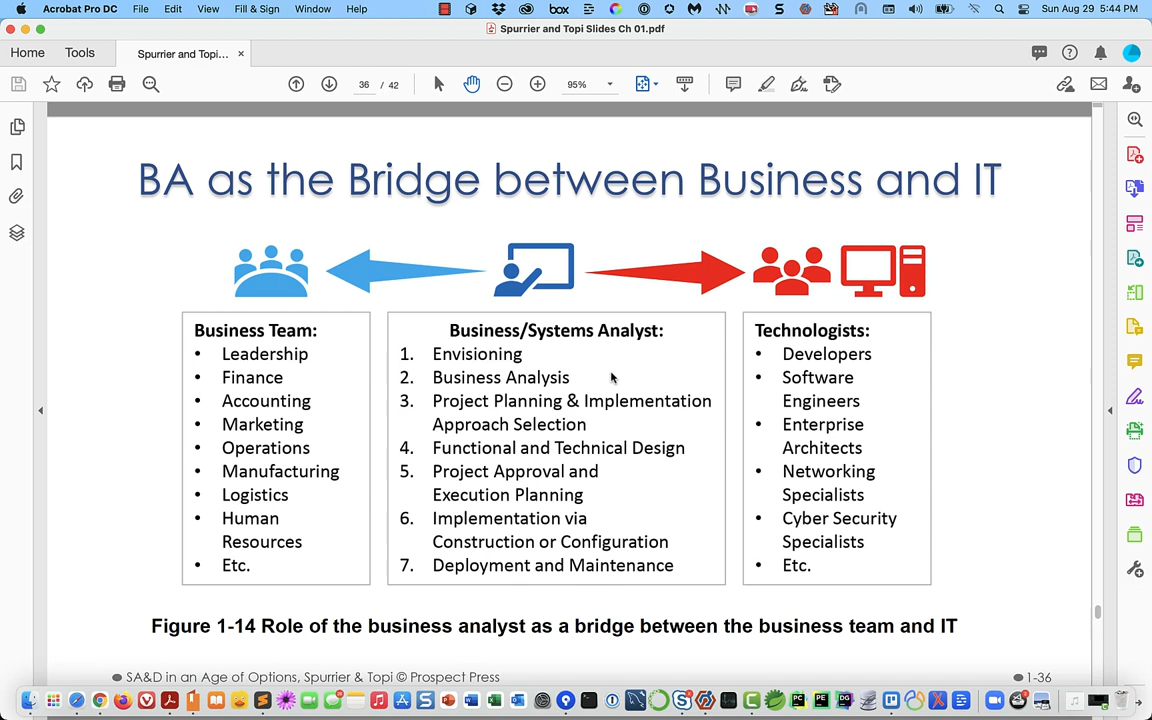 Acrobat Pro DC File Edit View Fill & Sign Window Help box Sun Aug 29 5:44 PM
Spurrier and Topi Slides Ch 01.pdf
Home Tools Spurrier and Topi... ×
36 / 42 95%
BA as the Bridge between Business and IT
Business Team:
• Leadership
• Finance
• Accounting
• Marketing
• Operations
• Manufacturing
• Logistics
• Human
Resources
• Etc.
Business/Systems Analyst:
1. Envisioning
2. Business Analysis
3. Project Planning & Implementation
Approach Selection
4. Functional and Technical Design
5. Project Approval and
Execution Planning
6. Implementation via
Construction or Configuration
7. Deployment and Maintenance
Technologists:
• Developers
• Software
Engineers
• Enterprise
Architects
• Networking
Specialists
• Cyber Security
Specialists
• Etc.
Figure 1-14 Role of the business analyst as a bridge between the business team and IT
SA&D in an Age of Options, Spurrier & Topi © Prospect Press
1-36